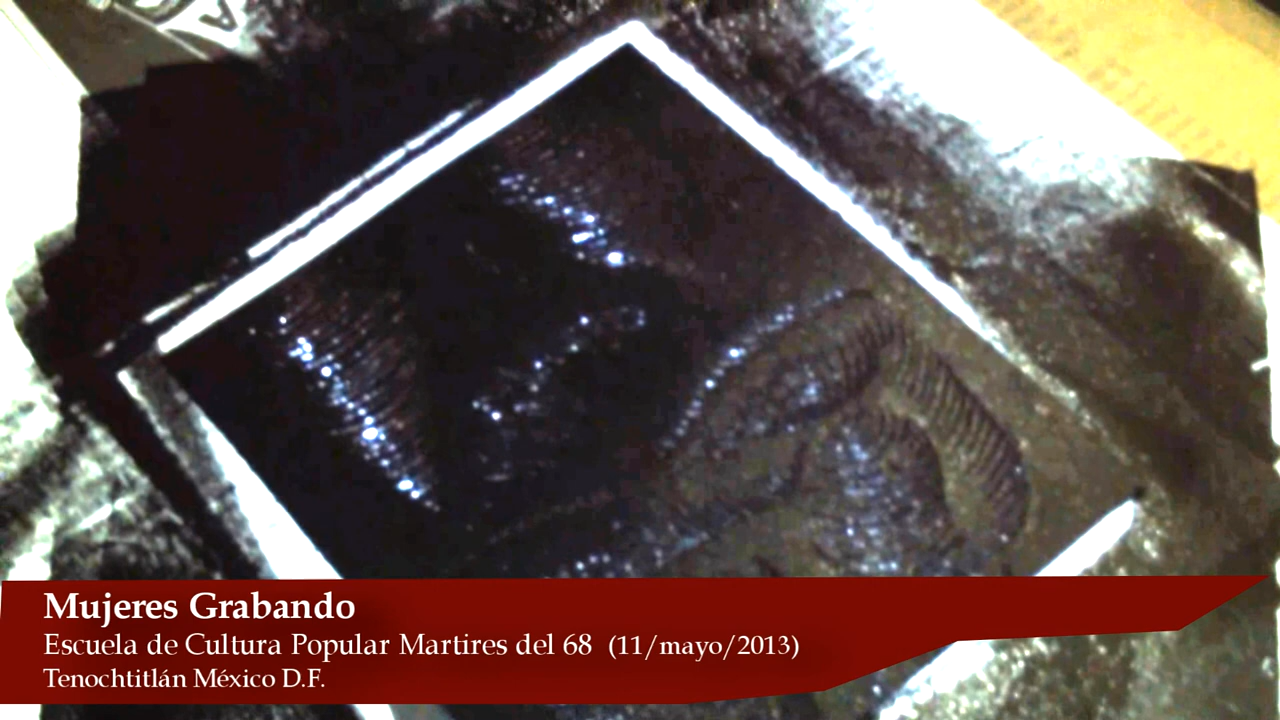 Mujeres Grabando
Escuela de Cultura Popular Martires del 68 (11/mayo/2013)
Tenochtitlán México D.F.